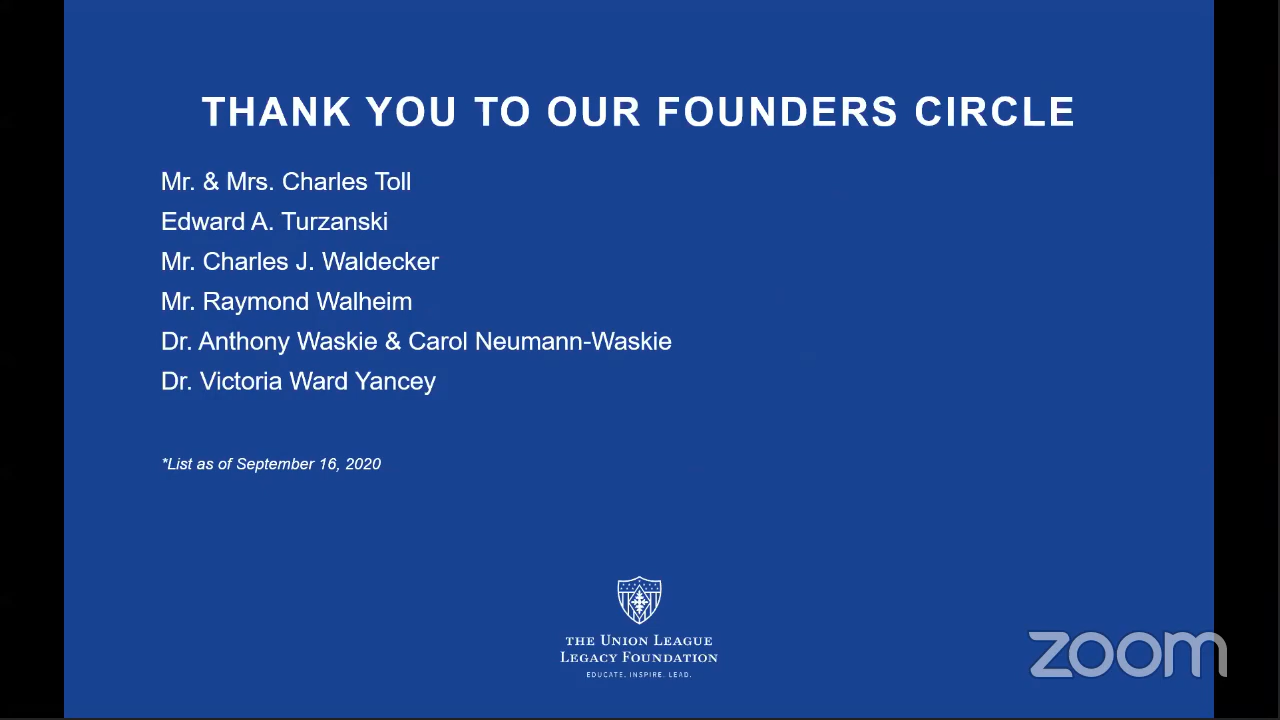 THANK YOU TO OUR FOUNDERS CIRCLE
Mr. & Mrs. Charles Toll
Edward A. Turzanski
Mr. Charles J. Waldecker
Mr. Raymond Walheim
Dr. Anthony Waskie & Carol Neumann-Waskie
Dr. Victoria Ward Yancey
*List as of September 16, 2020
THE UNION LEAGUE
LEGACY FOUNDATION
EDUCATE. INSPIRE. LEAD.
zoom